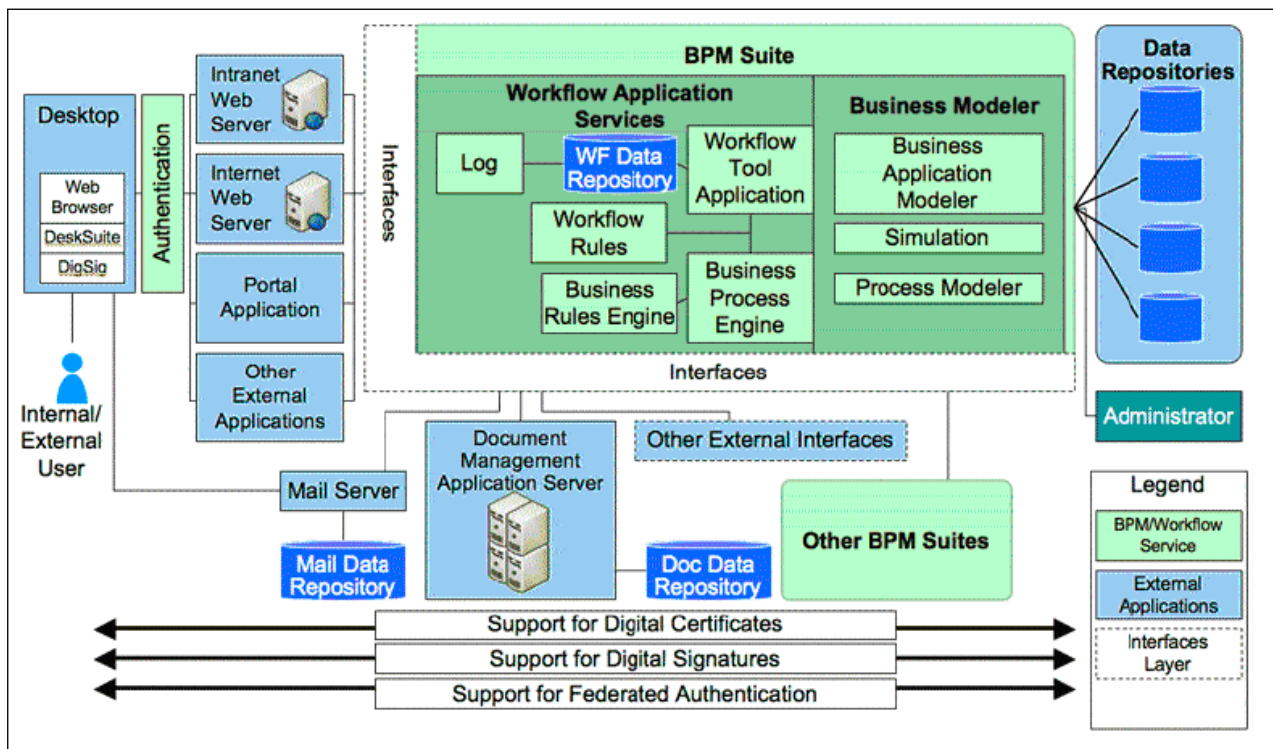 Desktop
Web
Browser
DeskSuite
DigSig
Internal/
External
User
Authentication
Intranet
Web
Server
Internet
Web
Server
Portal
Application
Other
External
Applications
Interfaces
BPM Suite
Workflow Application
Services
Log
WF Data
Repository
Workflow
Tool
Application
Workflow
Rules
Business
Rules Engine
Business
Process
Engine
Business Modeler
Business
Application
Modeler
Simulation
Process Modeler
Interfaces
Data
Repositories
Administrator
Mail Server
Mail Data
Repository
Document
Management
Application Server
Doc Data
Repository
Other External Interfaces
Other BPM Suites
Legend
BPM/Workflow
Service
External
Applications
Interfaces
Layer
Support for Digital Certificates
Support for Digital Signatures
Support for Federated Authentication